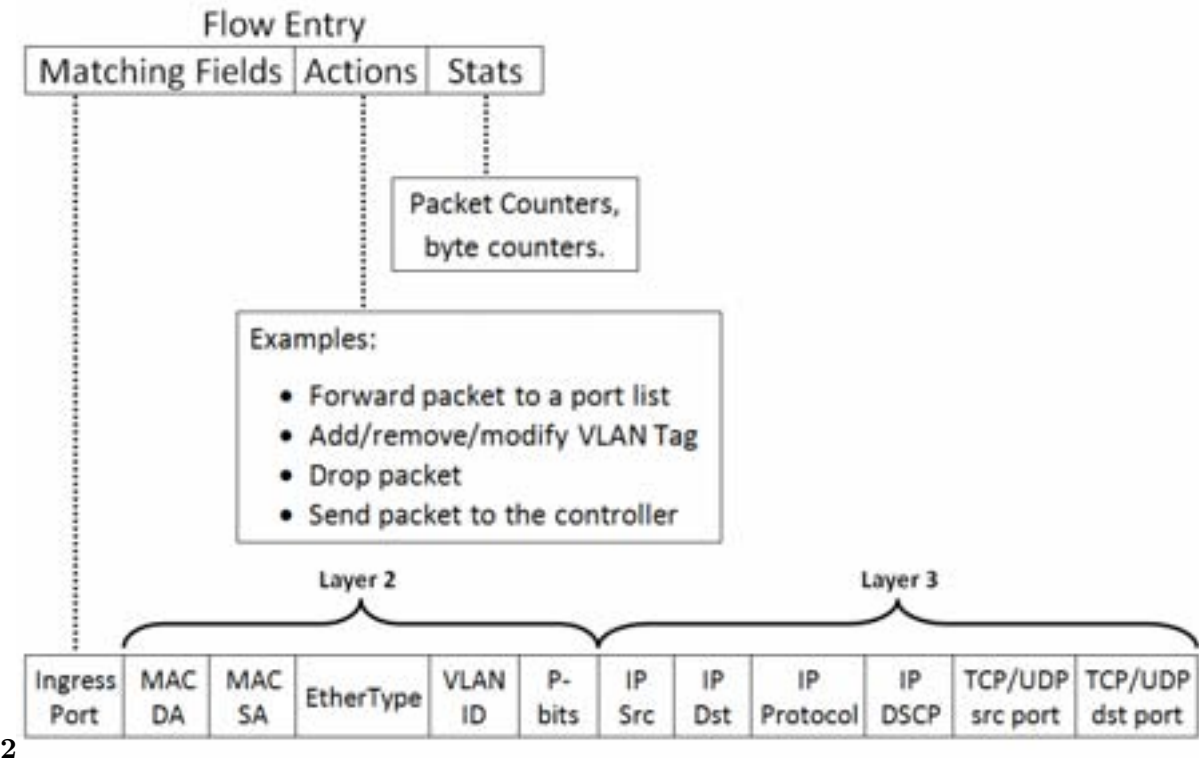 Flow Entry
Matching Fields Actions Stats
Packet Counters,
byte counters.
Examples:
• Forward packet to a port list
• Add/remove/modify VLAN Tag
• Drop packet
• Send packet to the controller
Layer 2
Layer 3
Ingress Port
MAC DA
MAC SA
EtherType
VLAN ID
P-bits
IP Src
IP Dst
IP Protocol
IP DSCP
TCP/UDP src port
TCP/UDP dst port
2